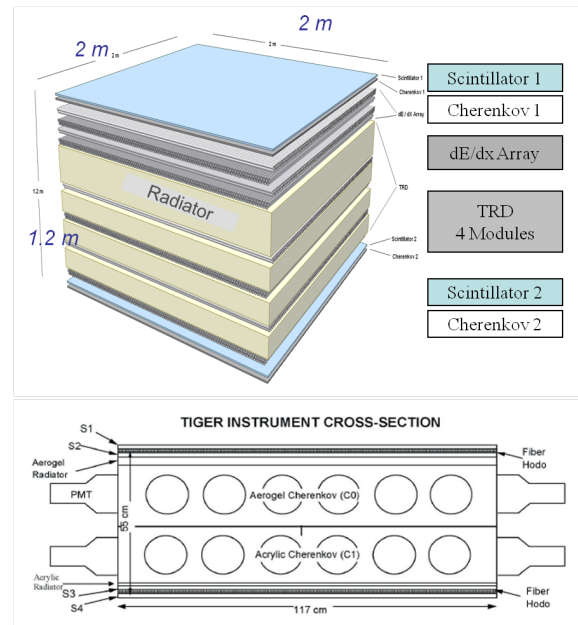 2 m
2 m
2 m
2 m
Scintillator 1
Cherenkov 1
dE/dx Array
TRD
1.2 m
1.2 m
Radiator
Scintillator 2
Cherenkov 2
Scintillator 1
Cherenkov 1
dE/dx Array
TRD
4 Modules
Scintillator 2
Cherenkov 2
TIGER INSTRUMENT CROSS-SECTION
S1
S2
Aerogel
Radiator
Fiber
Hodo
PMT
Aerogel Cherenkov (C0)
55 cm
Acrylic Cherenkov (C1)
Acrylic
Radiator
S3
S4
Fiber
Hodo
117 cm